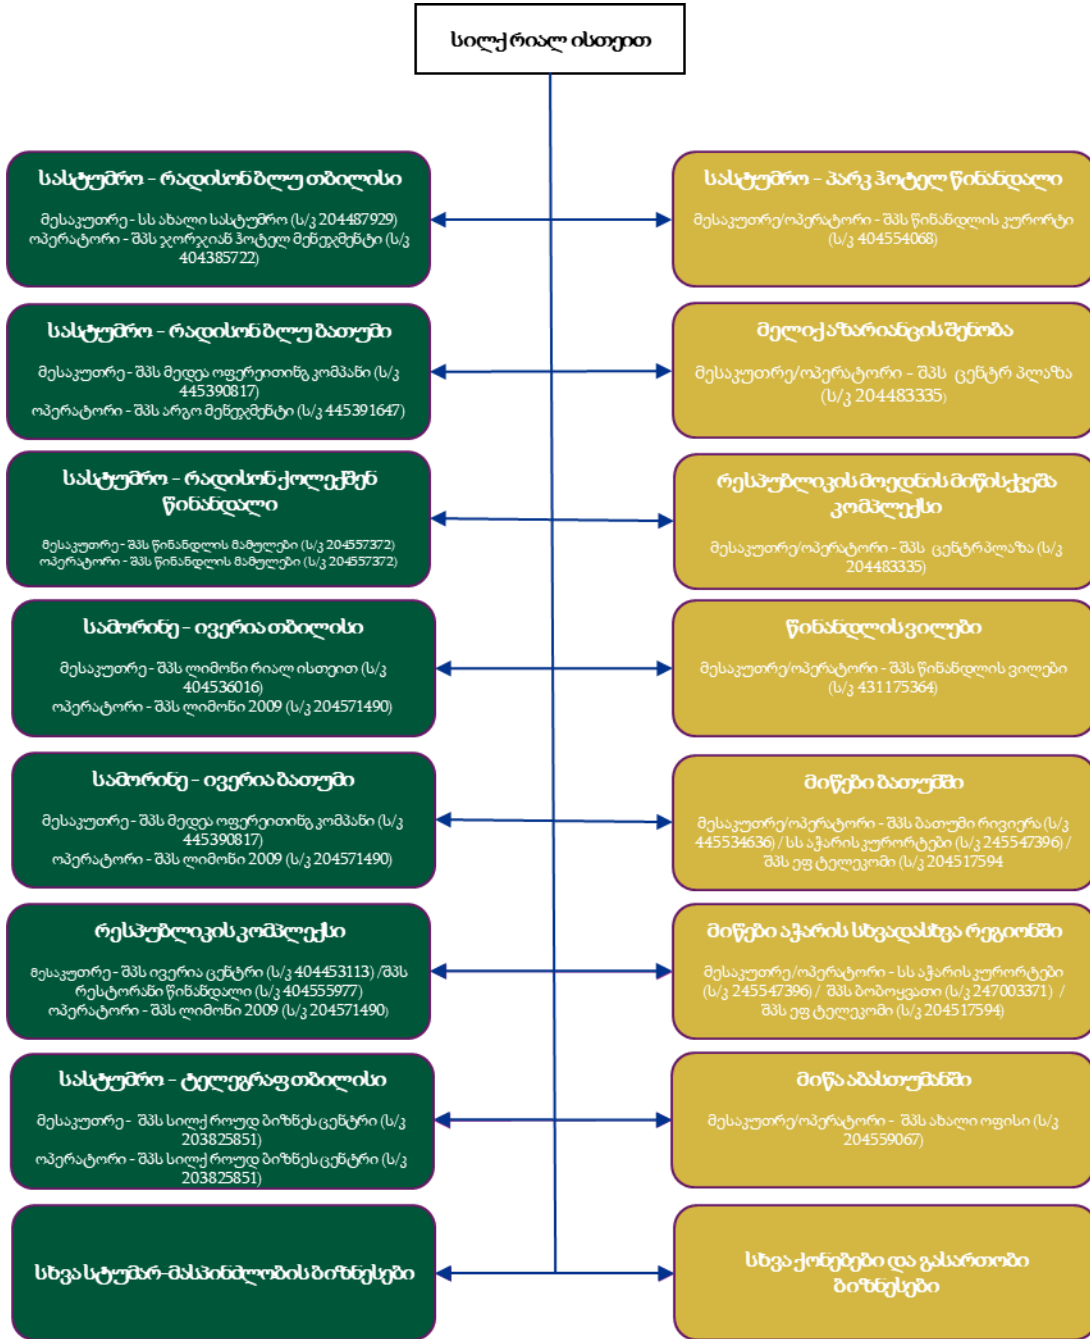 სილქ რიალ ისთეით
სასტუმრო – რადისონ ბლუ თბილისი
მესაკუთრე - სს ახალი სასტუმრო (ს/კ 204487929)
ოპერატორი - შპს ჯორჯიან ჰოტელ მენეჯმენტი (ს/კ
404385722)
სასტუმრო – პარკ ჰოტელ წინანდალი
მესაკუთრე/ოპერატორი - შპს წინანდლის კურორტი
(ს/კ 404554068)
სასტუმრო – რადისონ ბლუ ბათუმი
მესაკუთრე - შპს მედეა ოფერეითინგ კომპანი (ს/კ
445390817)
ოპერატორი - შპს არგო მენეჯმენტი (ს/კ 445391647)
მელიქ აზარიანცის შენობა
მესაკუთრე/ოპერატორი – შპს ცენტრ პლაზა
(ს/კ 204483335)
სასტუმრო – რადისონ ქოლექშენ
წინანდალი
მესაკუთრე - შპს წინანდლის მამულები (ს/კ 204557372)
ოპერატორი - შპს წინანდლის მამულები (ს/კ 204557372)
რესპუბლიკის მოედნის მიწისქვეშა
კომპლექსი
მესაკუთრე/ოპერატორი - შპს ცენტრპლაზა (ს/კ
204483335)
სამორინე – ივერია თბილისი
მესაკუთრე - შპს ლიმონი რიალ ისთეით (ს/კ
404536016)
ოპერატორი - შპს ლიმონი 2009 (ს/კ 204571490)
წინანდლის ვილები
მესაკუთრე/ოპერატორი - შპს წინანდლის ვილები
(ს/კ 431175364)
სამორინე – ივერია ბათუმი
მესაკუთრე - შპს მედეა ოფერეითინგ კომპანი (ს/კ
445390817)
ოპერატორი - შპს ლიმონი 2009 (ს/კ 204571490)
მიწები ბათუმში
მესაკუთრე/ოპერატორი - შპს ბათუმი რივიერა (ს/კ
445534636) / სს აჭარის კურორტები (ს/კ 245547396) /
შპს ეფ ტელეკომი (ს/კ 204517594
რესპუბლიკის კომპლექსი
მესაკუთრე - შპს ივერია ცენტრი (ს/კ 404453113) /შპს
რესტორანი წინანდალი (ს/კ 404555977)
ოპერატორი - შპს ლიმონი 2009 (ს/კ 204571490)
მიწები აჭარის სხვადასხვა რეგიონში
მესაკუთრე/ოპერატორი - სს აჭარის კურორტები
(ს/კ 245547396) / შპს ბობოყვათი (ს/კ 247003371) /
შპს ეფ ტელეკომი (ს/კ 204517594)
სასტუმრო – ტელეგრაფ თბილისი
მესაკუთრე - შპს სილქ როუდ ბიზნეს ცენტრი (ს/კ
203825851)
ოპერატორი - შპს სილქ როუდ ბიზნეს ცენტრი (ს/კ
203825851)
მიწა აბასთუმანში
მესაკუთრე/ოპერატორი - შპს ახალი ოფისი (ს/კ
204559067)
სხვა სტუმარ-მასპინძლობის ბიზნესები
სხვა ქონებები და გასართობი
ბიზნესები